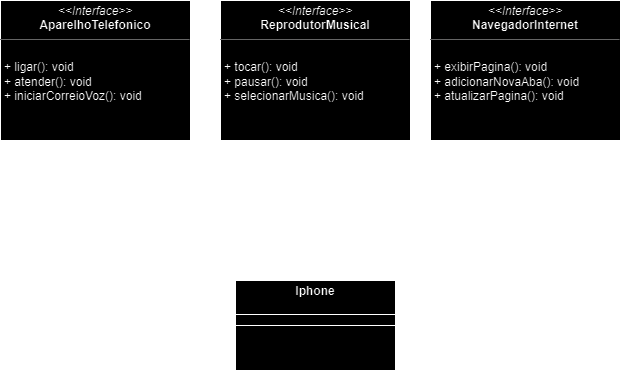 <<Interface>>
AparelhoTelefonico
+ ligar(): void
+ atender(): void
+ iniciarCorreioVoz(): void
<<Interface>>
ReprodutorMusical
+ tocar(): void
+ pausar(): void
+ selecionarMusica(): void
<<Interface>>
NavegadorInternet
+ exibirPagina(): void
+ adicionarNovaAba(): void
+ atualizarPagina(): void
Iphone